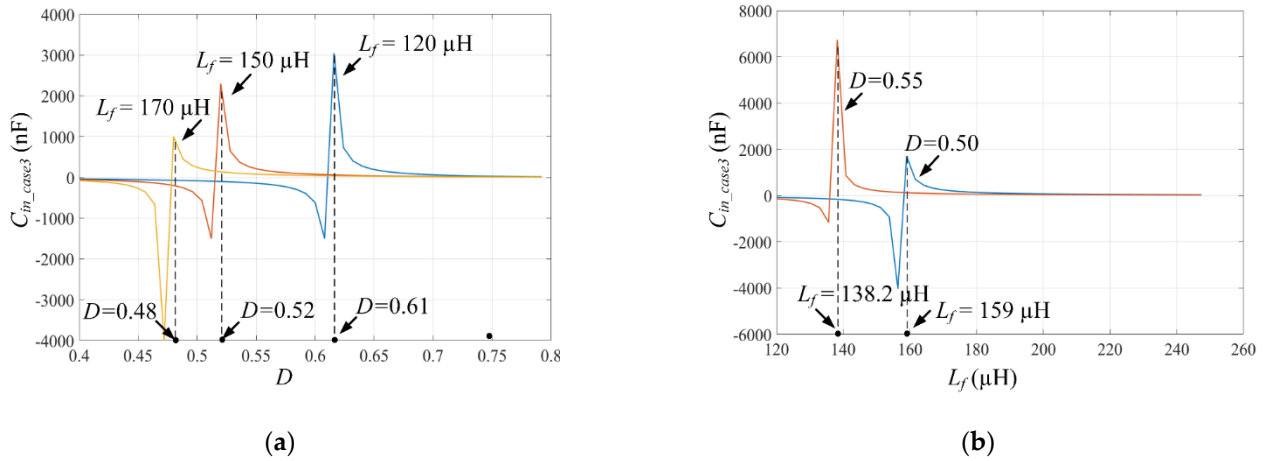 4000
3000
2000
1000
0
-1000
-2000
-3000
-4000
C_in_case3 (nF)
L_f = 170 μH
L_f = 150 μH
L_f = 120 μH
D=0.48
D=0.52
D=0.61
0.4 0.45 0.5 0.55 0.6 0.65 0.7 0.75 0.8
D
(a)
8000
6000
4000
2000
0
-2000
-4000
-6000
C_in_case3 (nF)
D=0.55
D=0.50
L_f = 138.2 μH
L_f = 159 μH
120 140 160 180 200 220 240 260
L_f (μH)
(b)